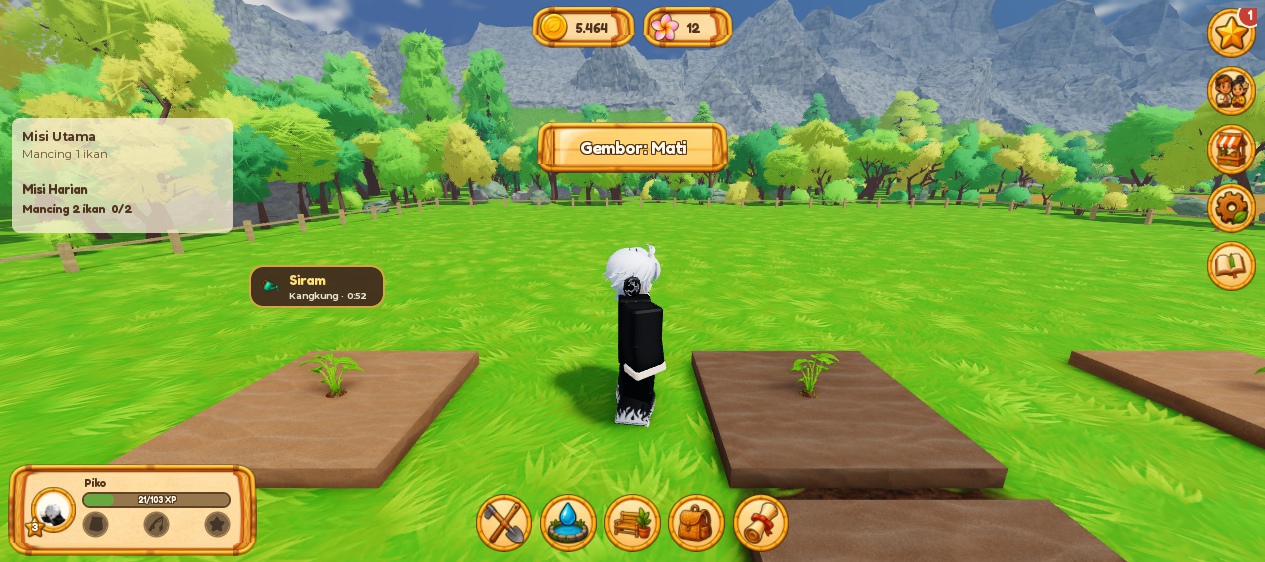 5.464
12
1
Misi Utama
Mancing 1 ikan
Misi Harian
Mancing 2 ikan 0/2
Gembor: Mati
Siram
Kangkung · 0:52
Piko
21/103 XP
3